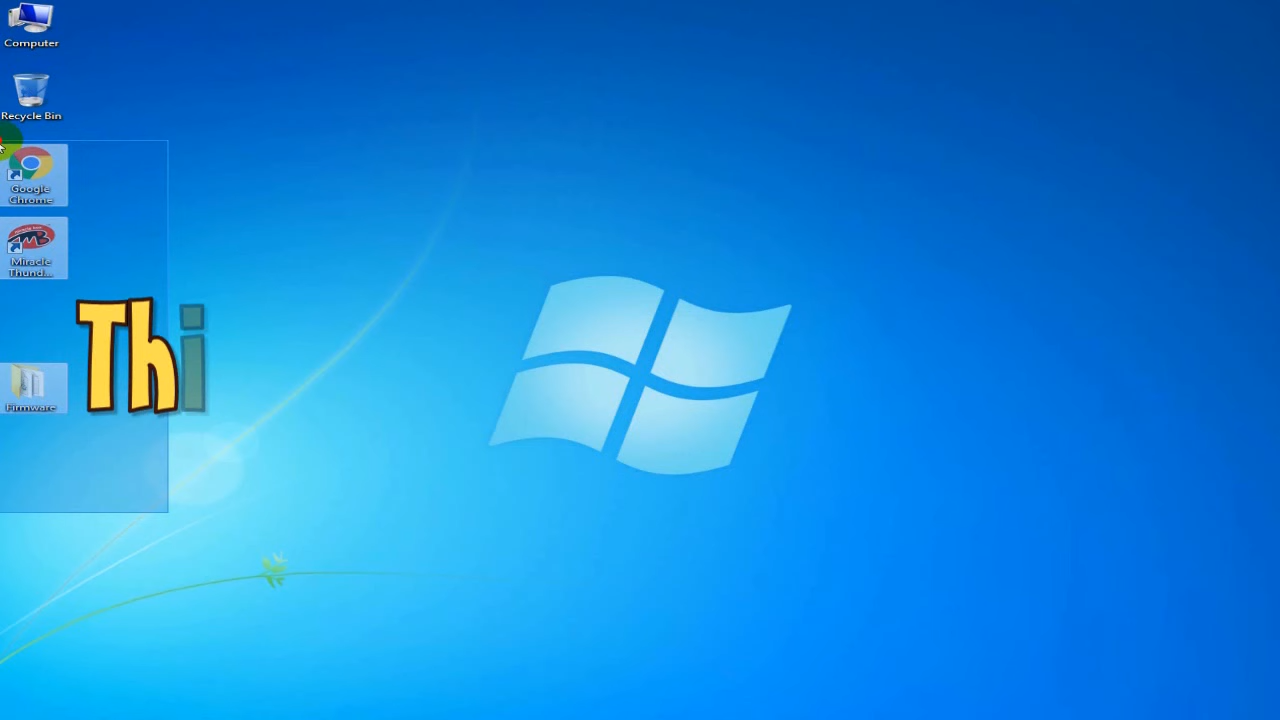 Computer
Recycle Bin
Google
Chrome
Miracle
Thund...
Thi
Firmware